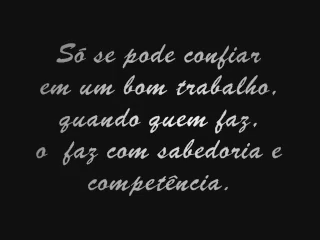 Só se pode confiar
em um bom trabalho,
quando quem faz,
o faz com sabedoria e
competência.